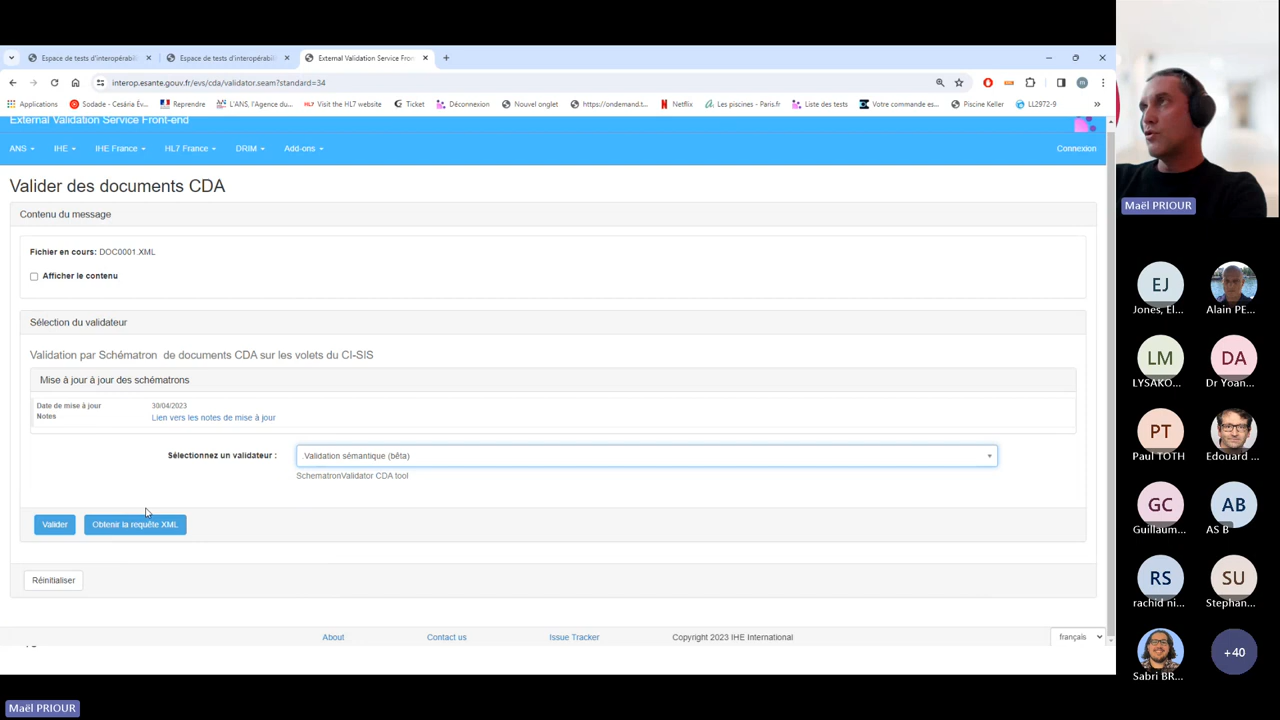 Espace de tests d'interopérabili
Espace de tests d'interopérabili
External Validation Service Fron
interop.esante.gouv.fr/evs/cda/validator.seam?standard=34
Applications
Sodade - Cesária Év...
Reprendre
L'ANS, l'Agence du...
Visit the HL7 website
Ticket
Déconnexion
Nouvel onglet
https://ondemand.t...
Netflix
Les piscines - Paris.fr
Liste des tests
Votre commande es...
Piscine Keller
LL2972-9
External Validation Service Front-end
ANS
IHE
IHE France
HL7 France
DRIM
Add-ons
Connexion
Valider des documents CDA
Contenu du message
Fichier en cours: DOC0001.XML
Afficher le contenu
Sélection du validateur
Validation par Schématron de documents CDA sur les volets du CI-SIS
Mise à jour à jour des schématrons
Date de mise à jour 30/04/2023
Notes Lien vers les notes de mise à jour
Sélectionnez un validateur : Validation sémantique (bêta)
SchematronValidator CDA tool
Valider
Obtenir la requête XML
Réinitialiser
About
Contact us
Issue Tracker
Copyright 2023 IHE International
français
Maël PRIOUR
EJ
Jones, El...
Alain PE...
LM
LYSAKO...
DA
Dr Yoan...
PT
Paul TOTH
Edouard ...
GC
Guillaum...
AB
AS B
RS
rachid ni...
SU
Stephan...
Sabri BR...
+40
Maël PRIOUR